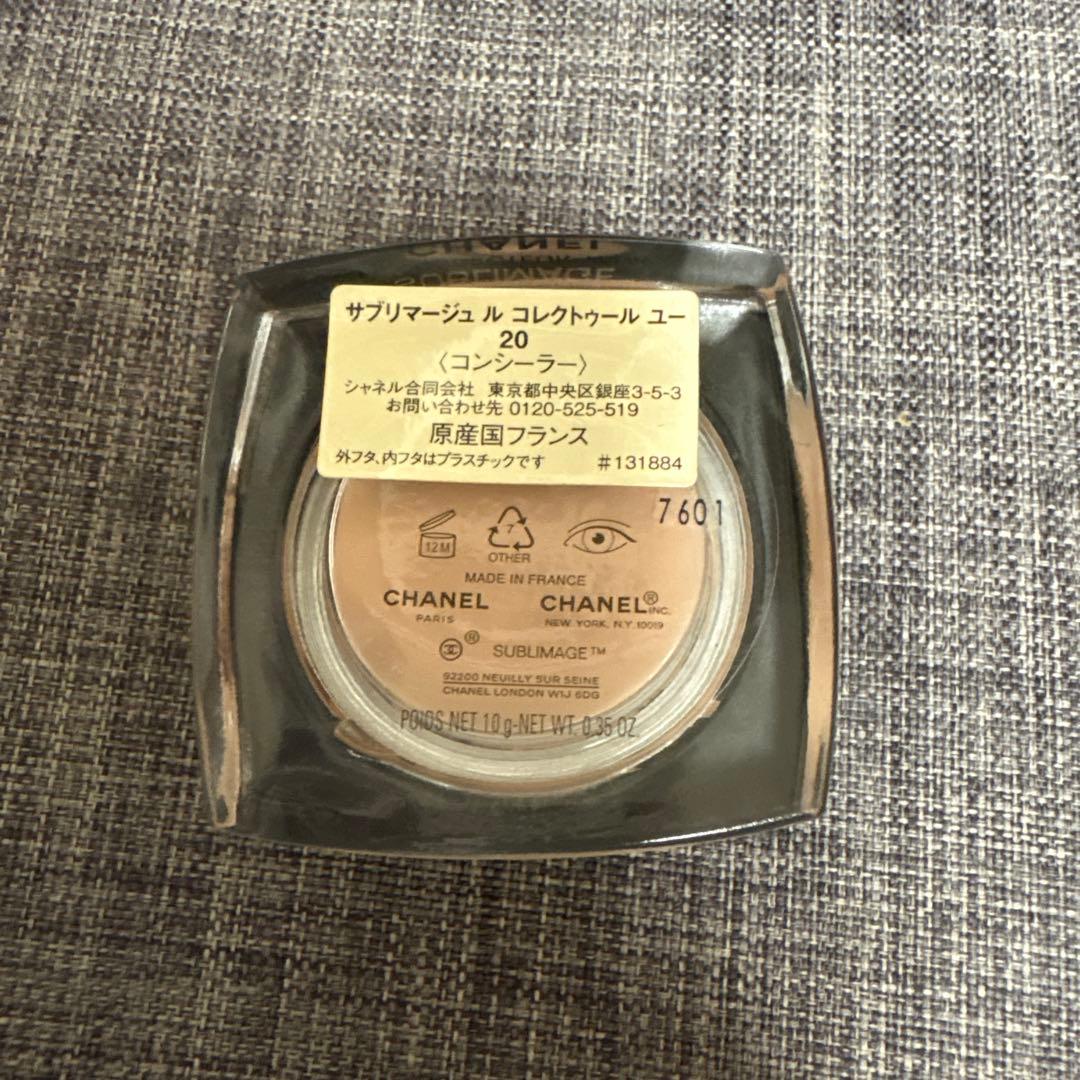 CHANEL
SUBLIMAGE
サブリマージュ ル コレクトゥール ユー
20
〈コンシーラー〉
シャネル合同会社 東京都中央区銀座3-5-3
お問い合わせ先 0120-525-519
原産国フランス
外フタ、内フタはプラスチックです #131884
7601
12M
7
OTHER
MADE IN FRANCE
CHANEL CHANEL® INC.
PARIS NEW YORK, N.Y. 10019
® SUBLIMAGE™
92200 NEUILLY SUR SEINE
CHANEL LONDON W1J 6DG
POIDS NET 10 g-NET WT. 0.35 OZ.